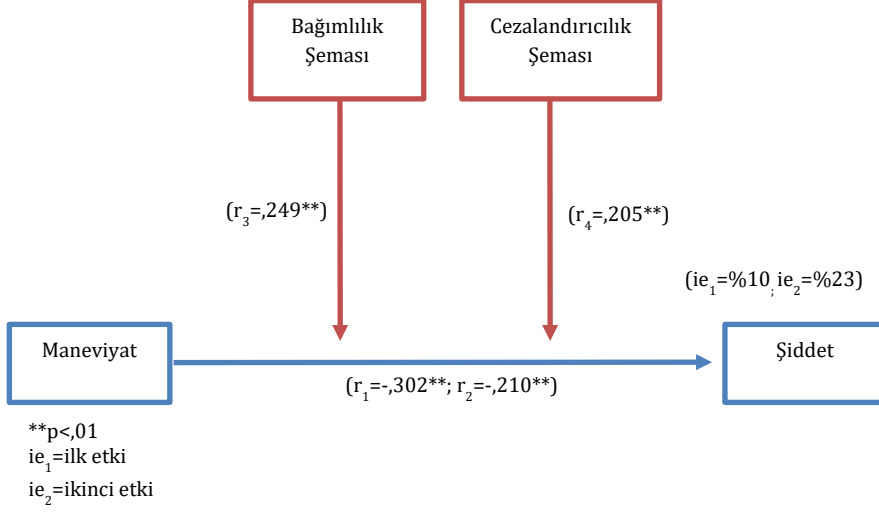 Bağımlılık
Şeması
Cezalandırıcılık
Şeması
(r₃=,249**)
(r₄=,205**)
(ie₁=%10; ie₂=%23)
Maneviyat
Şiddet
(r₁=-,302**; r₂=-,210**)
**p<,01
ie₁=ilk etki
ie₂=ikinci etki